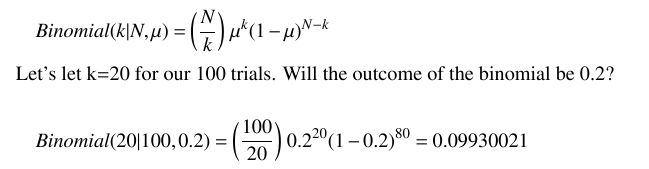 Binomial(k|N,μ) = (N/k) μ^k (1 − μ)^{N−k}
Let's let k=20 for our 100 trials. Will the outcome of the binomial be 0.2?
Binomial(20|100,0.2) = (100/20) 0.2^{20} (1 − 0.2)^{80} = 0.09930021